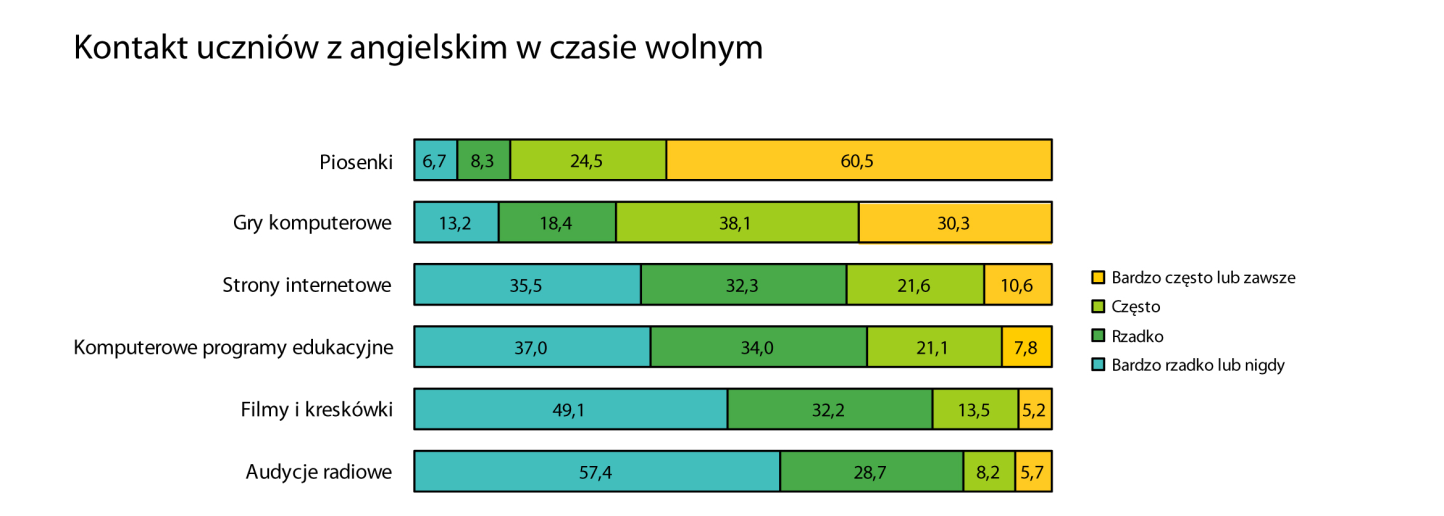 Kontakt uczniów z angielskim w czasie wolnym
Piosenki 6,7 8,3 24,5 60,5
Gry komputerowe 13,2 18,4 38,1 30,3
Strony internetowe 35,5 32,3 21,6 10,6
Komputerowe programy edukacyjne 37,0 34,0 21,1 7,8
Filmy i kreskówki 49,1 32,2 13,5 5,2
Audycje radiowe 57,4 28,7 8,2 5,7
Bardzo często lub zawsze
Często
Rzadko
Bardzo rzadko lub nigdy